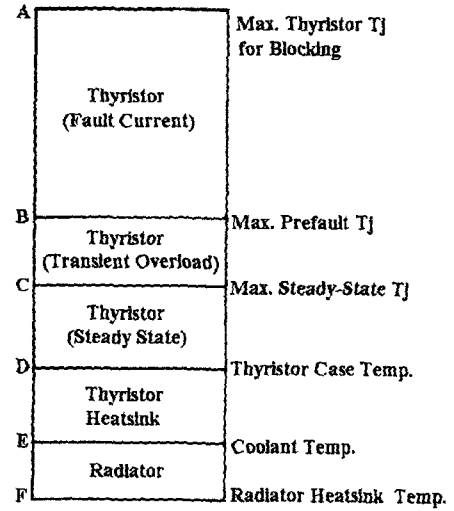 A
Max. Thyristor Tj
for Blocking
Thyristor
(Fault Current)
B
Max. Prefault Tj
Thyristor
(Transient Overload)
C
Max. Steady-State Tj
Thyristor
(Steady State)
D
Thyristor Case Temp.
Thyristor
Heatsink
E
Coolant Temp.
Radiator
F
Radiator Heatsink Temp.